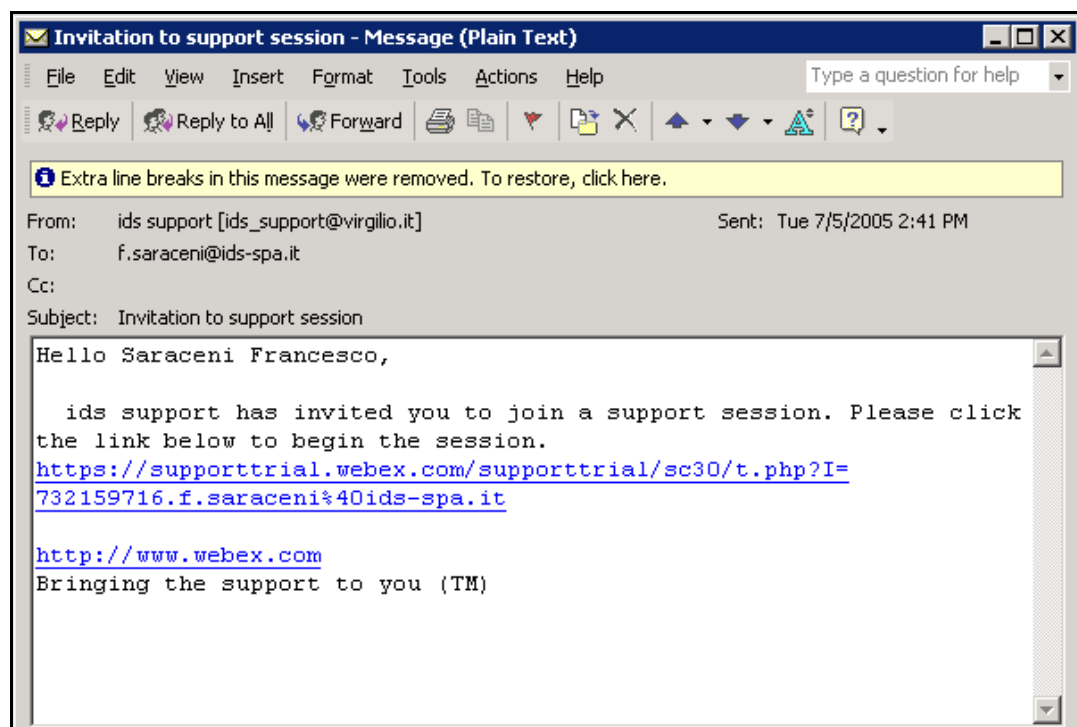 Invitation to support session - Message (Plain Text)
File Edit View Insert Format Tools Actions Help Type a question for help
Reply Reply to All Forward
Extra line breaks in this message were removed. To restore, click here.
From: ids support [ids_support@virgilio.it] Sent: Tue 7/5/2005 2:41 PM
To: f.saraceni@ids-spa.it
Cc:
Subject: Invitation to support session
Hello Saraceni Francesco,
ids support has invited you to join a support session. Please click
the link below to begin the session.
https://supporttrial.webex.com/supporttrial/sc30/t.php?I=
732159716.f.saraceni%40ids-spa.it
http://www.webex.com
Bringing the support to you (TM)